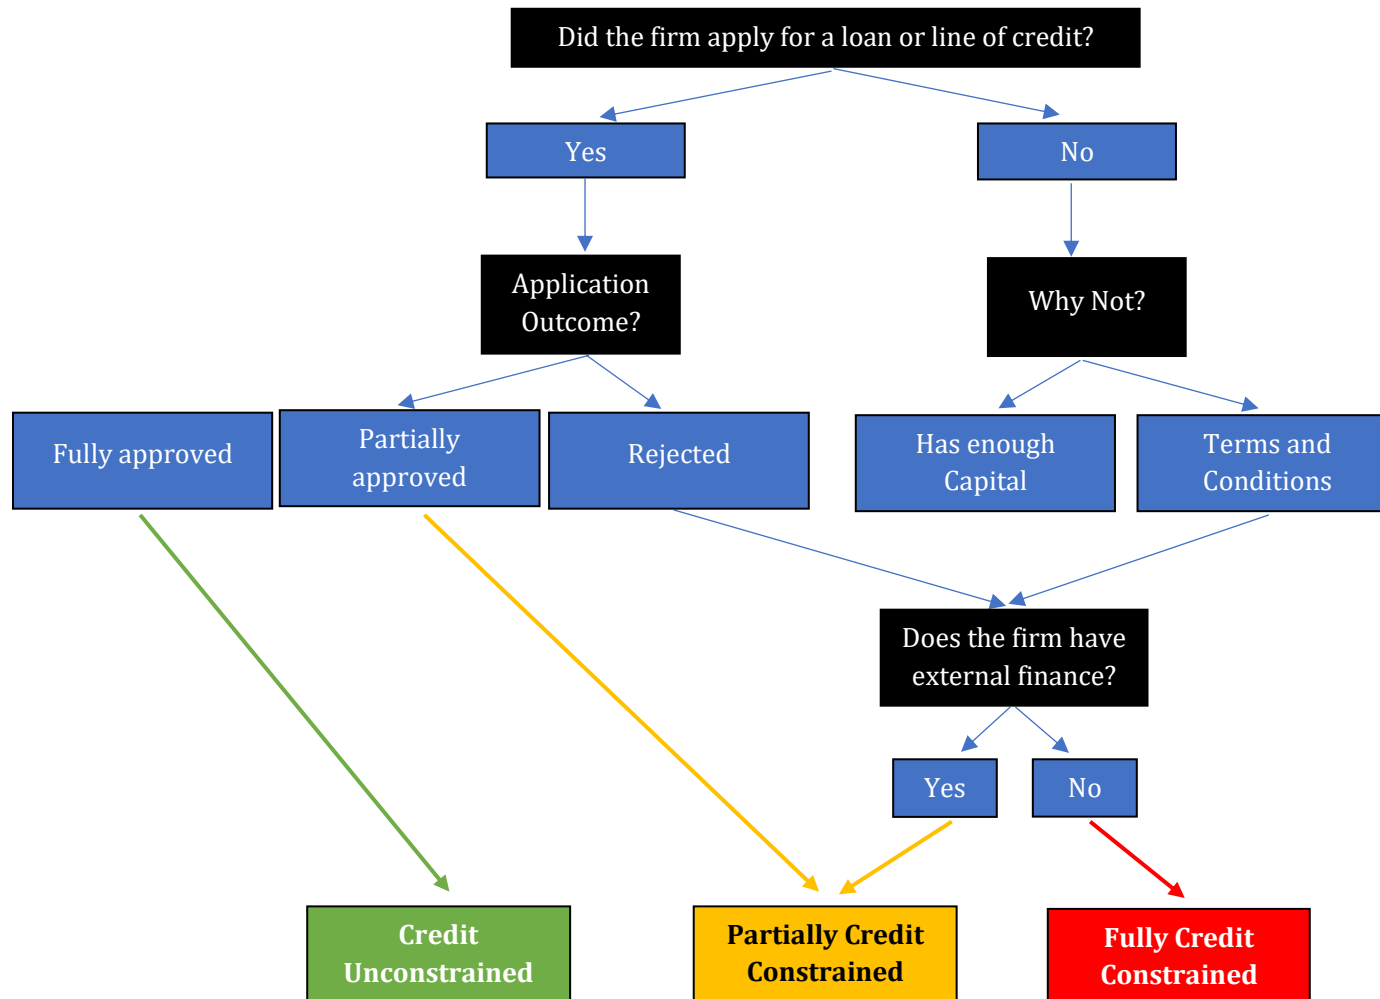 Did the firm apply for a loan or line of credit?
Yes
No
Application
Outcome?
Why Not?
Fully approved
Partially
approved
Rejected
Has enough
Capital
Terms and
Conditions
Does the firm have
external finance?
Yes
No
Credit
Unconstrained
Partially Credit
Constrained
Fully Credit
Constrained